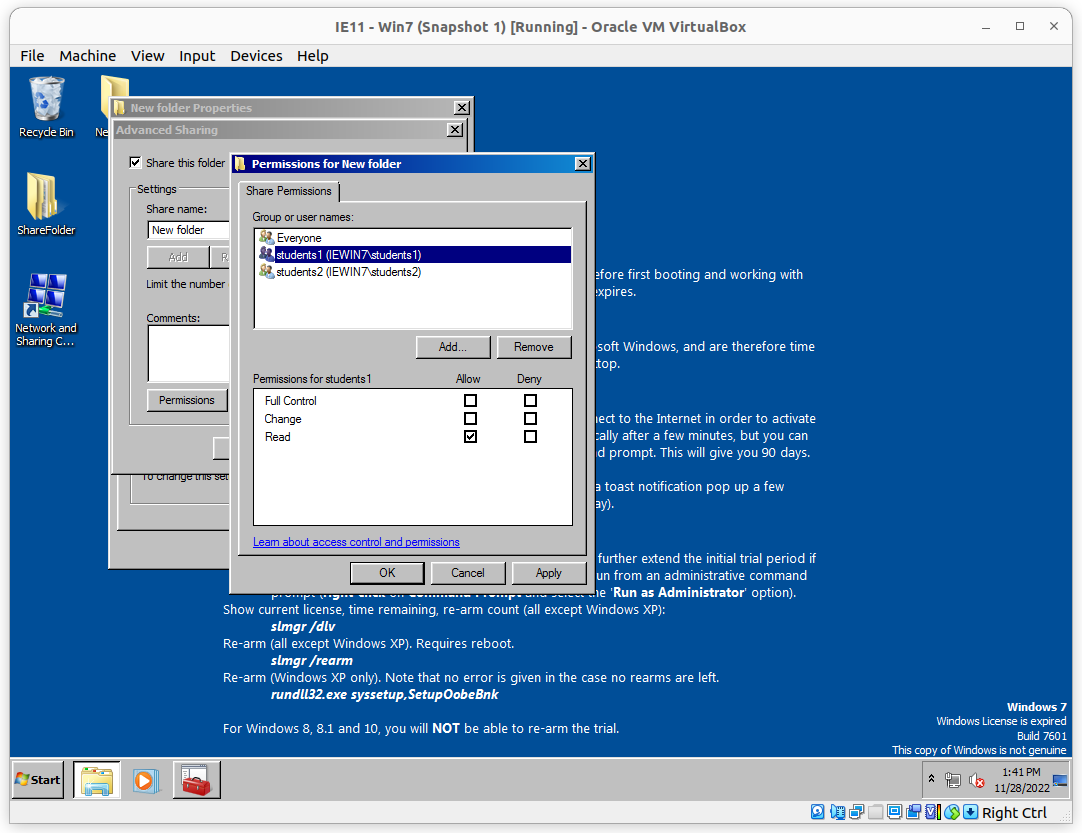 IE11 - Win7 (Snapshot 1) [Running] - Oracle VM VirtualBox
File Machine View Input Devices Help
Recycle Bin
Ne
ShareFolder
Network and
Sharing C...
New folder Properties
Advanced Sharing
Share this folder
Settings
Share name:
New folder
Add
R
Limit the number
Comments:
Permissions
To change this set
Permissions for New folder
Share Permissions
Group or user names:
Everyone
students1 (IEWIN7\students1)
students2 (IEWIN7\students2)
Add... Remove
Permissions for students1 Allow Deny
Full Control
Change
Read
Learn about access control and permissions
OK Cancel Apply
efore first booting and working with
expires.
soft Windows, and are therefore time
top.
nect to the Internet in order to activate
cally after a few minutes, but you can
d prompt. This will give you 90 days.
a toast notification pop up a few
ay).
further extend the initial trial period if
un from an administrative command
prompt (right-click on Command Prompt and select the 'Run as Administrator' option).
Show current license, time remaining, re-arm count (all except Windows XP):
slmgr /dlv
Re-arm (all except Windows XP). Requires reboot.
slmgr /rearm
Re-arm (Windows XP only). Note that no error is given in the case no rearms are left.
rundll32.exe syssetup,SetupOobeBnk
For Windows 8, 8.1 and 10, you will NOT be able to re-arm the trial.
Windows 7
Windows License is expired
Build 7601
This copy of Windows is not genuine
Start
1:41 PM
11/28/2022
Right Ctrl